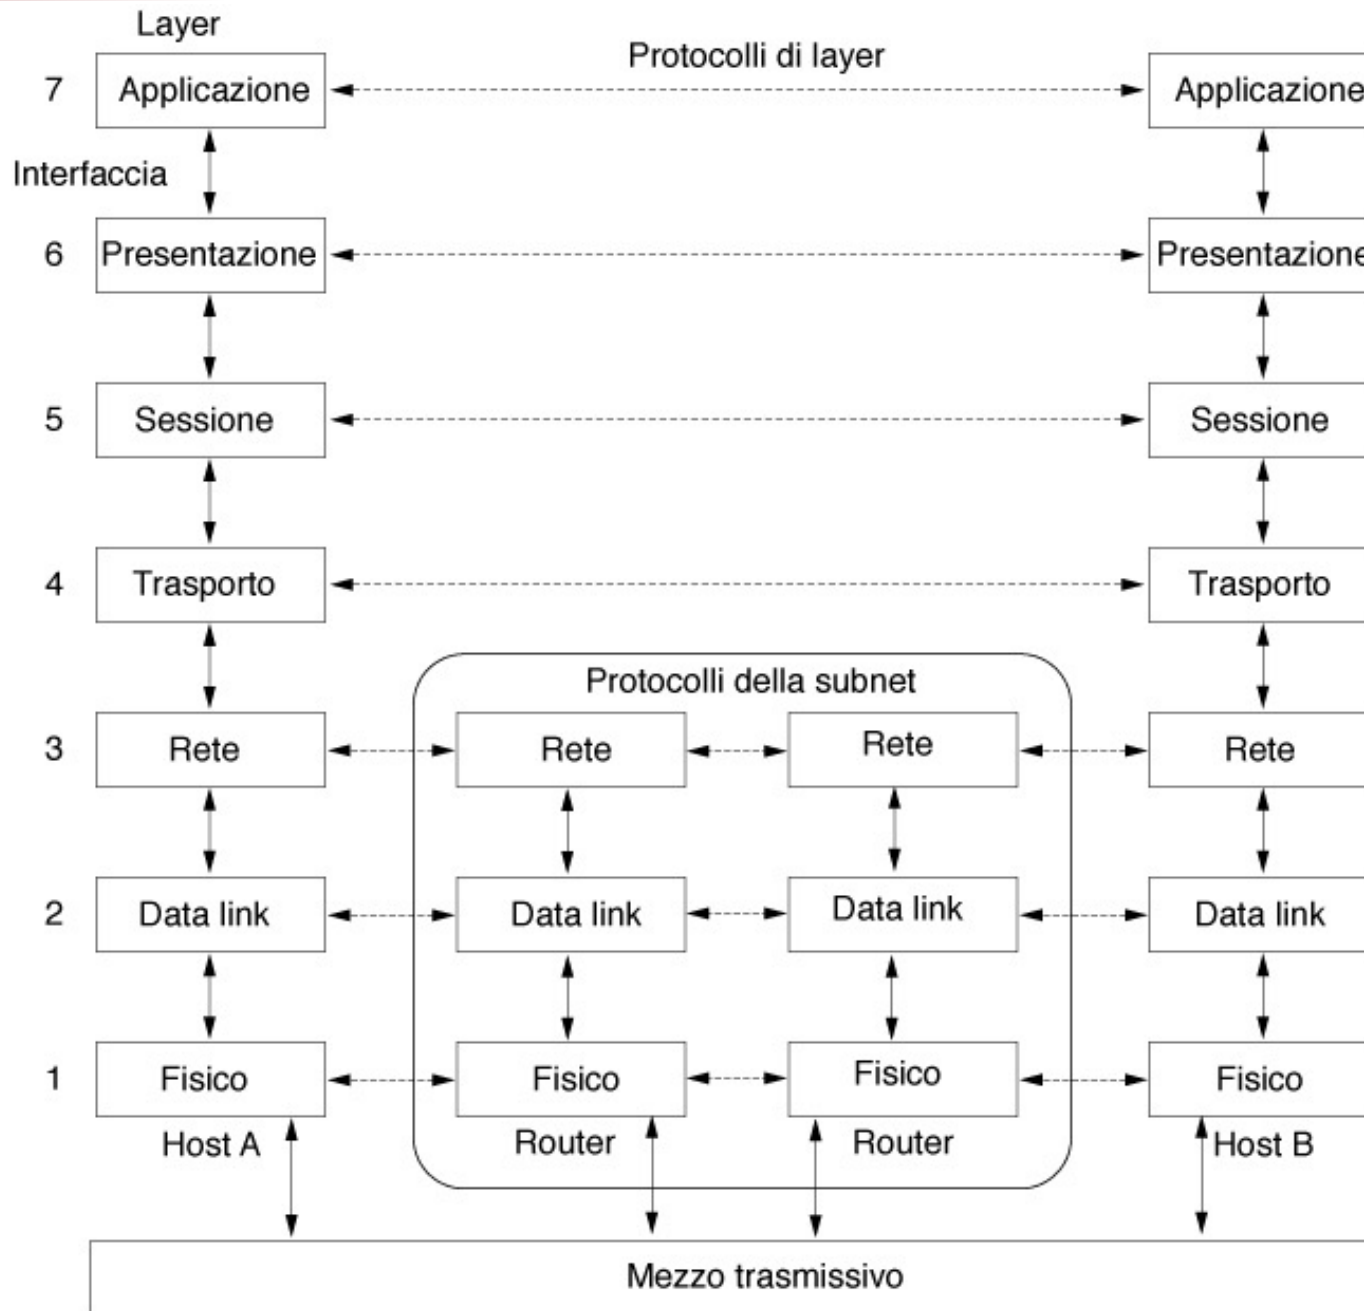 Layer
Protocolli di layer
7 Applicazione Applicazione
Interfaccia
6 Presentazione Presentazione
5 Sessione Sessione
4 Trasporto Trasporto
Protocolli della subnet
3 Rete Rete Rete Rete
2 Data link Data link Data link Data link
1 Fisico Fisico Fisico Fisico
Host A Router Router Host B
Mezzo trasmissivo